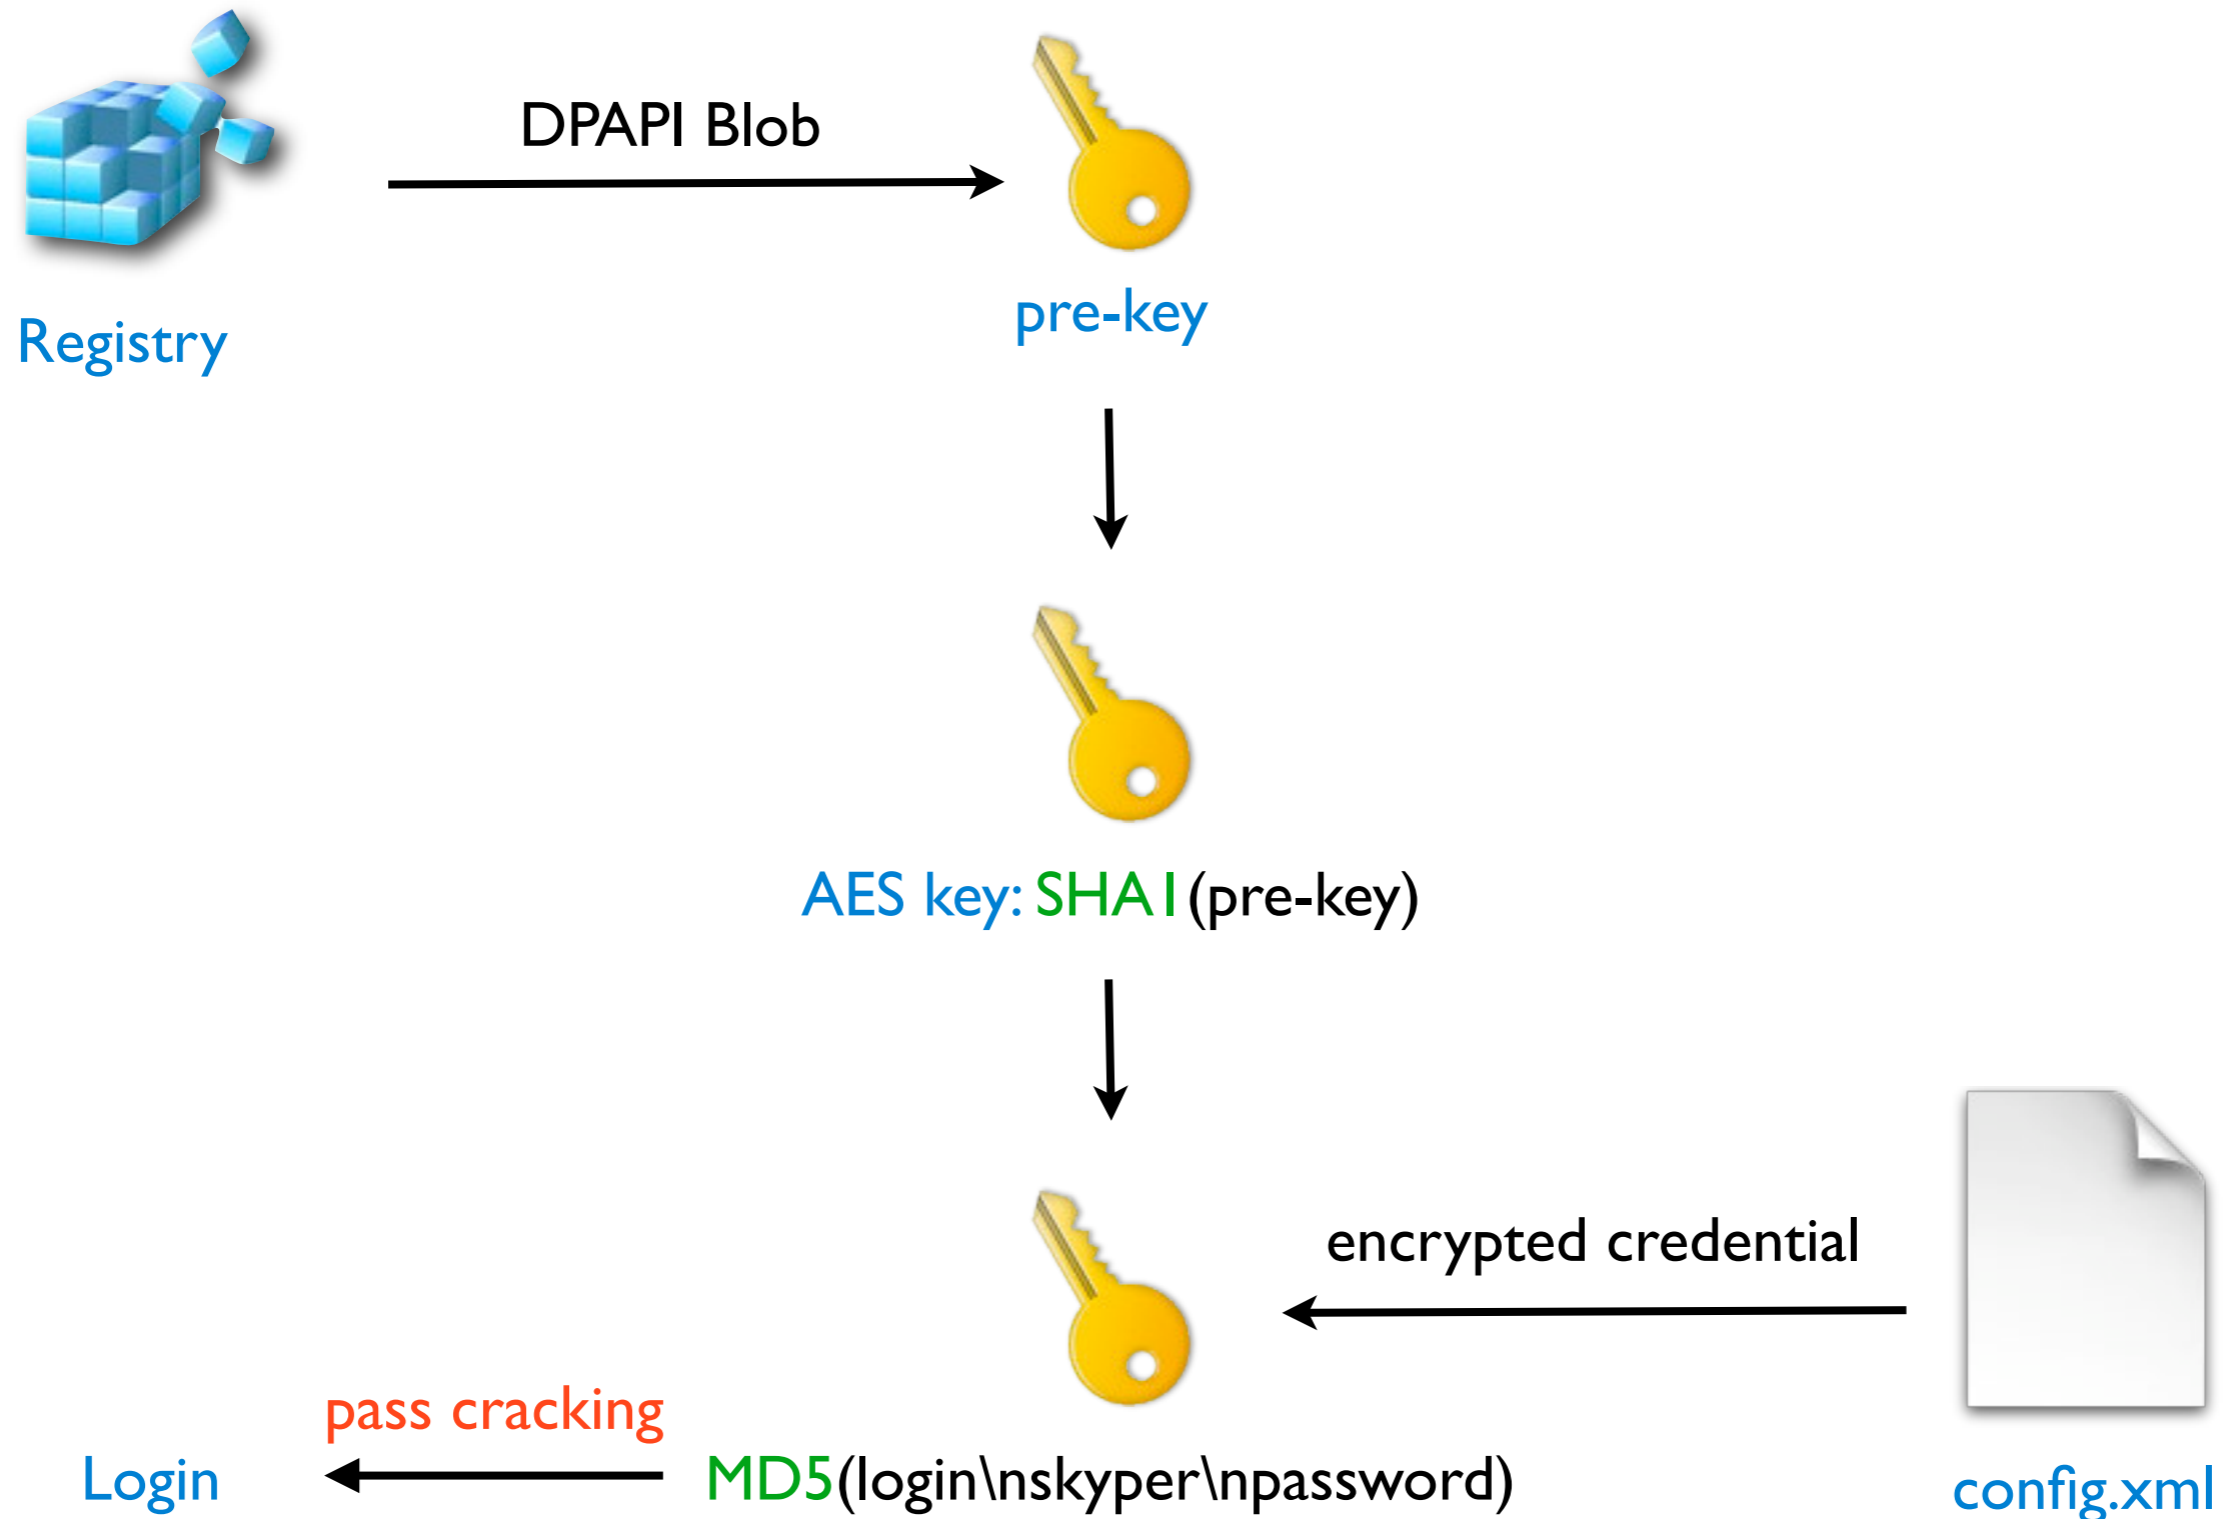 DPAPI Blob
Registry
pre-key
AES key: SHA1(pre-key)
encrypted credential
pass cracking
Login
MD5(login\nskyper\npassword)
config.xml